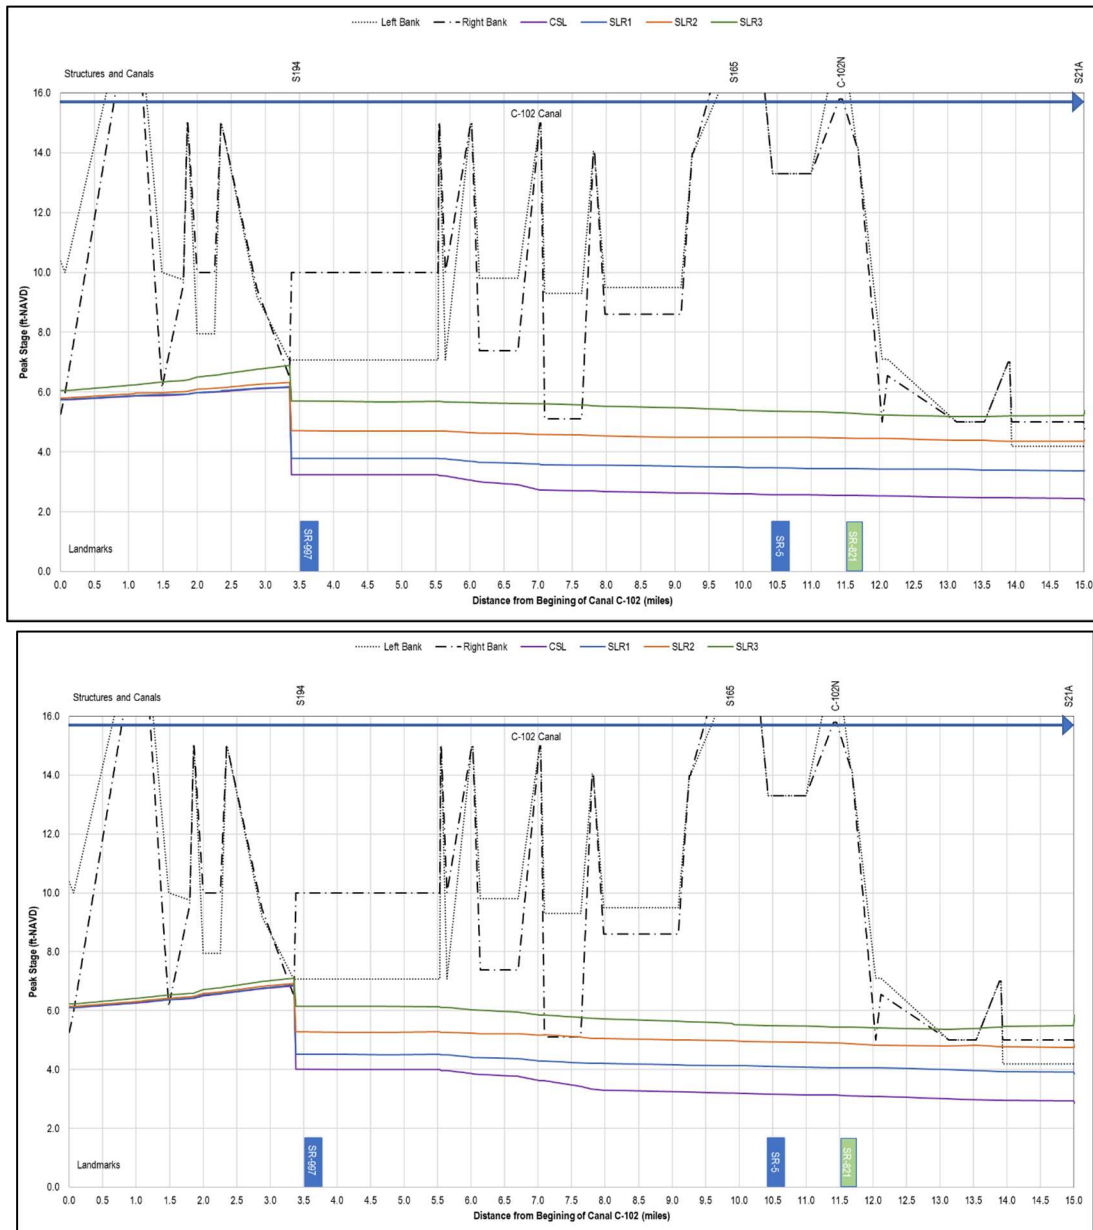 Left Bank Right Bank CSL SLR1 SLR2 SLR3
Structures and Canals
S194
S165
C-102N
S21A
C-102 Canal
Peak Stage (ft-NAVD)
16.0
14.0
12.0
10.0
8.0
6.0
4.0
2.0
0.0
Landmarks
SR-997
SR-5
SR-821
0.0 0.5 1.0 1.5 2.0 2.5 3.0 3.5 4.0 4.5 5.0 5.5 6.0 6.5 7.0 7.5 8.0 8.5 9.0 9.5 10.0 10.5 11.0 11.5 12.0 12.5 13.0 13.5 14.0 14.5 15.0
Distance from Begining of Canal C-102 (miles)
Left Bank Right Bank CSL SLR1 SLR2 SLR3
Structures and Canals
S194
S165
C-102N
S21A
C-102 Canal
Peak Stage (ft-NAVD)
16.0
14.0
12.0
10.0
8.0
6.0
4.0
2.0
0.0
Landmarks
SR-997
SR-5
SR-821
0.0 0.5 1.0 1.5 2.0 2.5 3.0 3.5 4.0 4.5 5.0 5.5 6.0 6.5 7.0 7.5 8.0 8.5 9.0 9.5 10.0 10.5 11.0 11.5 12.0 12.5 13.0 13.5 14.0 14.5 15.0
Distance from Begining of Canal C-102 (miles)